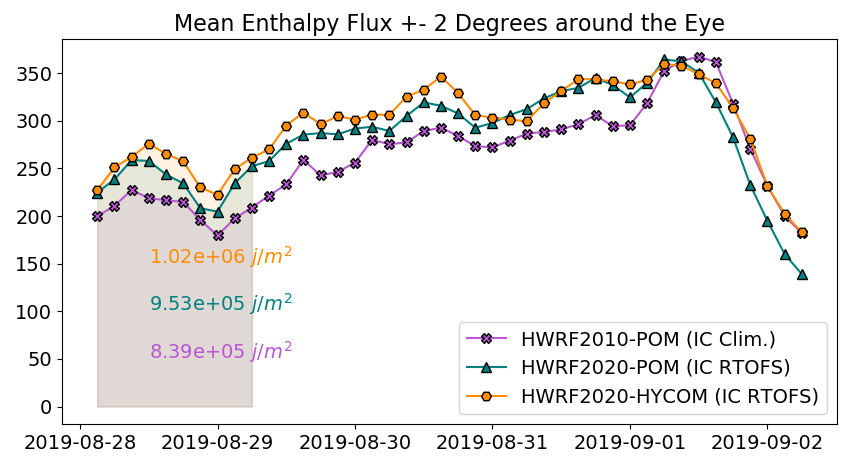 Mean Enthalpy Flux +- 2 Degrees around the Eye
350
300
250
200
150
100
50
0
1.02e+06 j/m²
9.53e+05 j/m²
8.39e+05 j/m²
HWRF2010-POM (IC Clim.)
HWRF2020-POM (IC RTOFS)
HWRF2020-HYCOM (IC RTOFS)
2019-08-28 2019-08-29 2019-08-30 2019-08-31 2019-09-01 2019-09-02